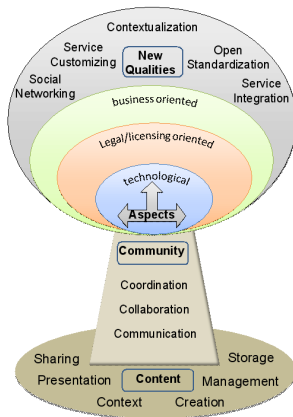 Contextualization
Service
Customizing
New
Qualities
Open
Standardization
Social
Networking
Service
Integration
business oriented
Legal/licensing oriented
technological
Aspects
Community
Coordination
Collaboration
Communication
Sharing
Storage
Presentation
Content
Management
Context
Creation